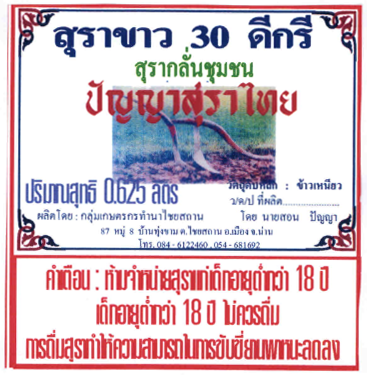 สุราขาว 30 ดีกรี
สุรากลั่นชุมชน
ปัญญาสุราไทย
ปริมาณสุทธิ 0.625 ลิตร
วัตถุดิบหลัก : ข้าวเหนียว
ว/ด/ป ที่ผลิต....................
ผลิตโดย : กลุ่มเกษตรกรทำนาไชยสถาน โดย นายสอน ปัญญา
87 หมู่ 8 บ้านทุ่งขาม ต.ไชยสถาน อ.เมือง จ.น่าน
โทร. 084 - 6122460 , 054 - 681692
คำเตือน : ห้ามจำหน่ายสุราแก่เด็กอายุต่ำกว่า 18 ปี
เด็กอายุต่ำกว่า 18 ปี ไม่ควรดื่ม
การดื่มสุราทำให้ความสามารถในการขับขี่ยานพาหนะลดลง